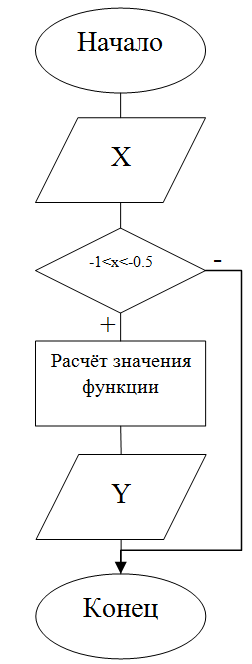 Начало
X
-1<x<-0.5
-
+
Расчёт значения
функции
Y
Конец